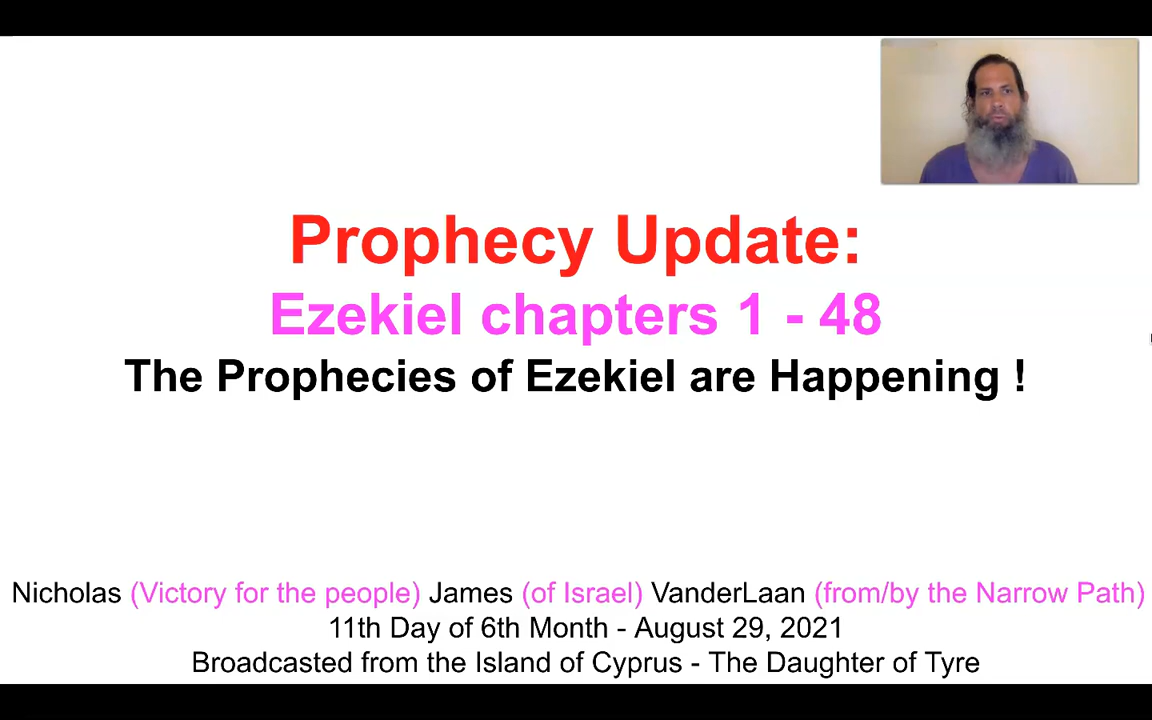 Prophecy Update:
Ezekiel chapters 1 - 48
The Prophecies of Ezekiel are Happening !
Nicholas (Victory for the people) James (of Israel) VanderLaan (from/by the Narrow Path)
11th Day of 6th Month - August 29, 2021
Broadcasted from the Island of Cyprus - The Daughter of Tyre